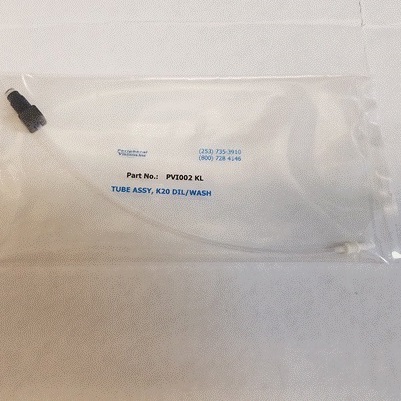 (253) 735-3910
(800) 728 4146
Part No.: PVI002 KL
TUBE ASSY, K20 DIL/WASH